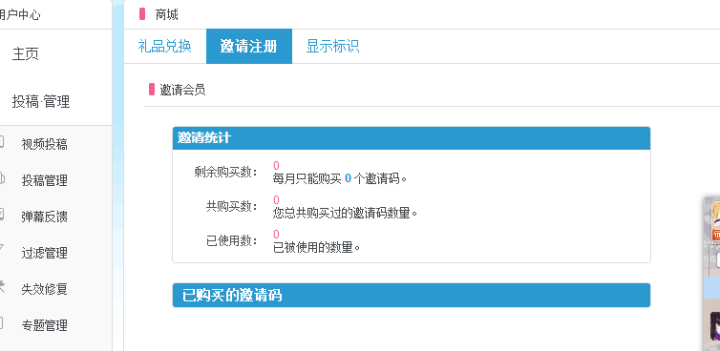 用户中心
主页
投稿·管理
视频投稿
投稿管理
弹幕反馈
过滤管理
失效修复
专题管理
商城
礼品兑换 邀请注册 显示标识
邀请会员
邀请统计
剩余购买数： 0
每月只能购买 0 个邀请码。
共购买数： 0
您总共购买过的邀请码数量。
已使用数： 0
已被使用的数量。
已购买的邀请码